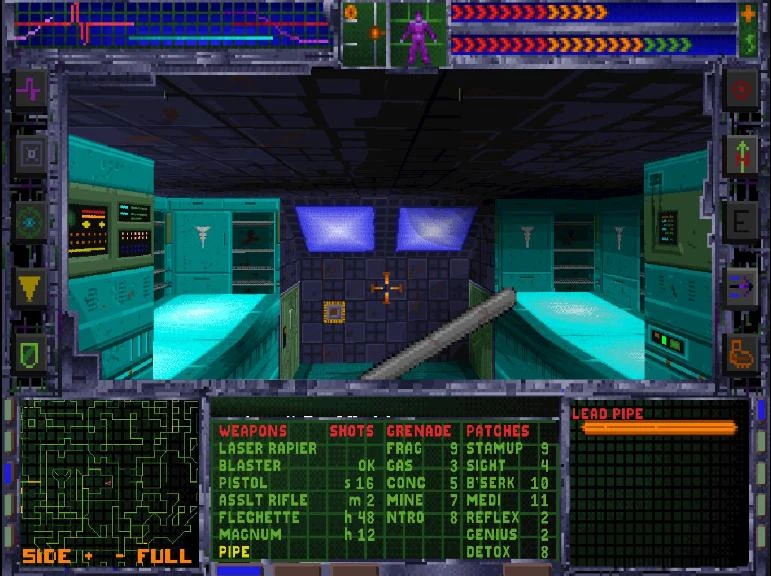 E
LEAD PIPE
WEAPONS SHOTS GRENADE PATCHES
LASER RAPIER FRAG 9 STAMUP 9
BLASTER OK GAS 3 SIGHT 4
PISTOL s 16 CONC 5 B'SERK 10
ASSLT RIFLE m 2 MINE 7 MEDI 11
FLECHETTE h 48 NTRO 8 REFLEX 2
MAGNUM h 12 GENIUS 2
PIPE DETOX 8
SIDE + - FULL